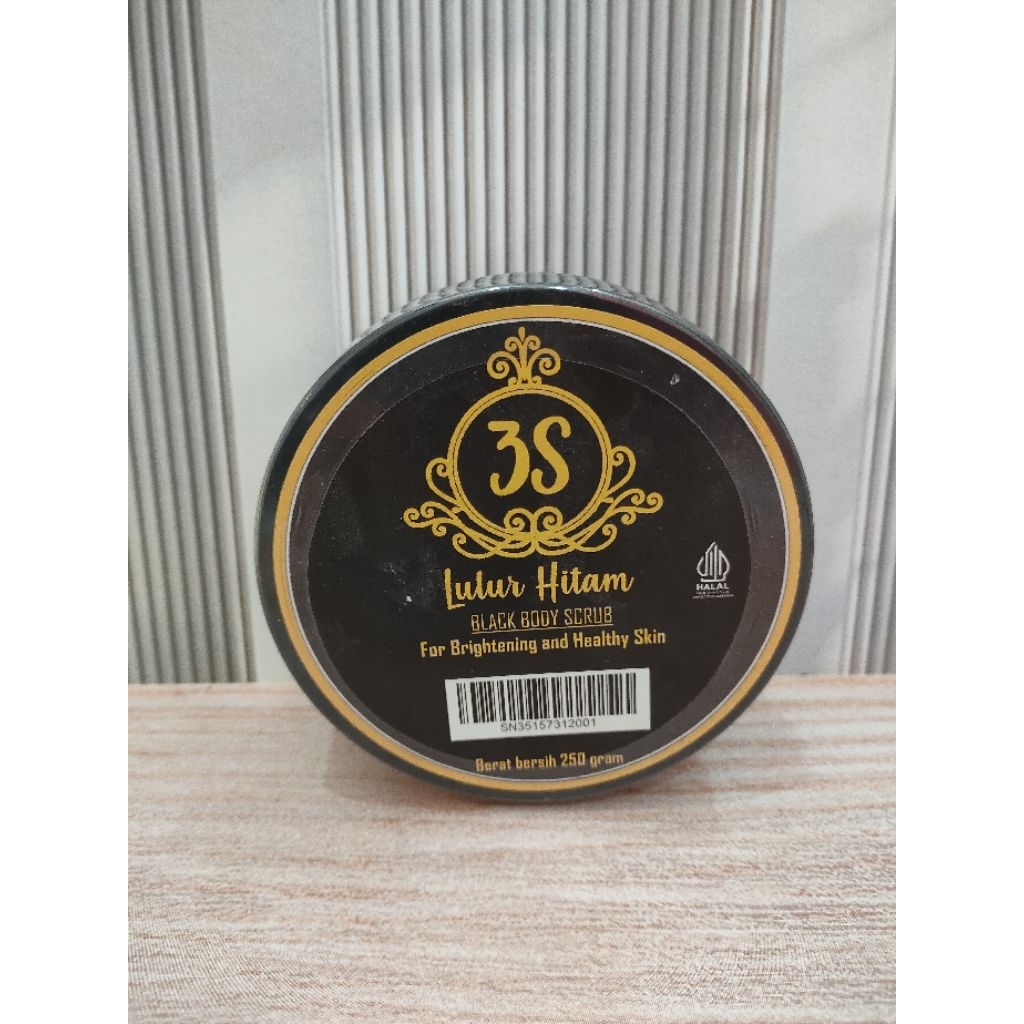 3S
Lulur Hitam
BLACK BODY SCRUB
For Brightening and Healthy Skin
HALAL
SN35157312001
Berat bersih 250 gram